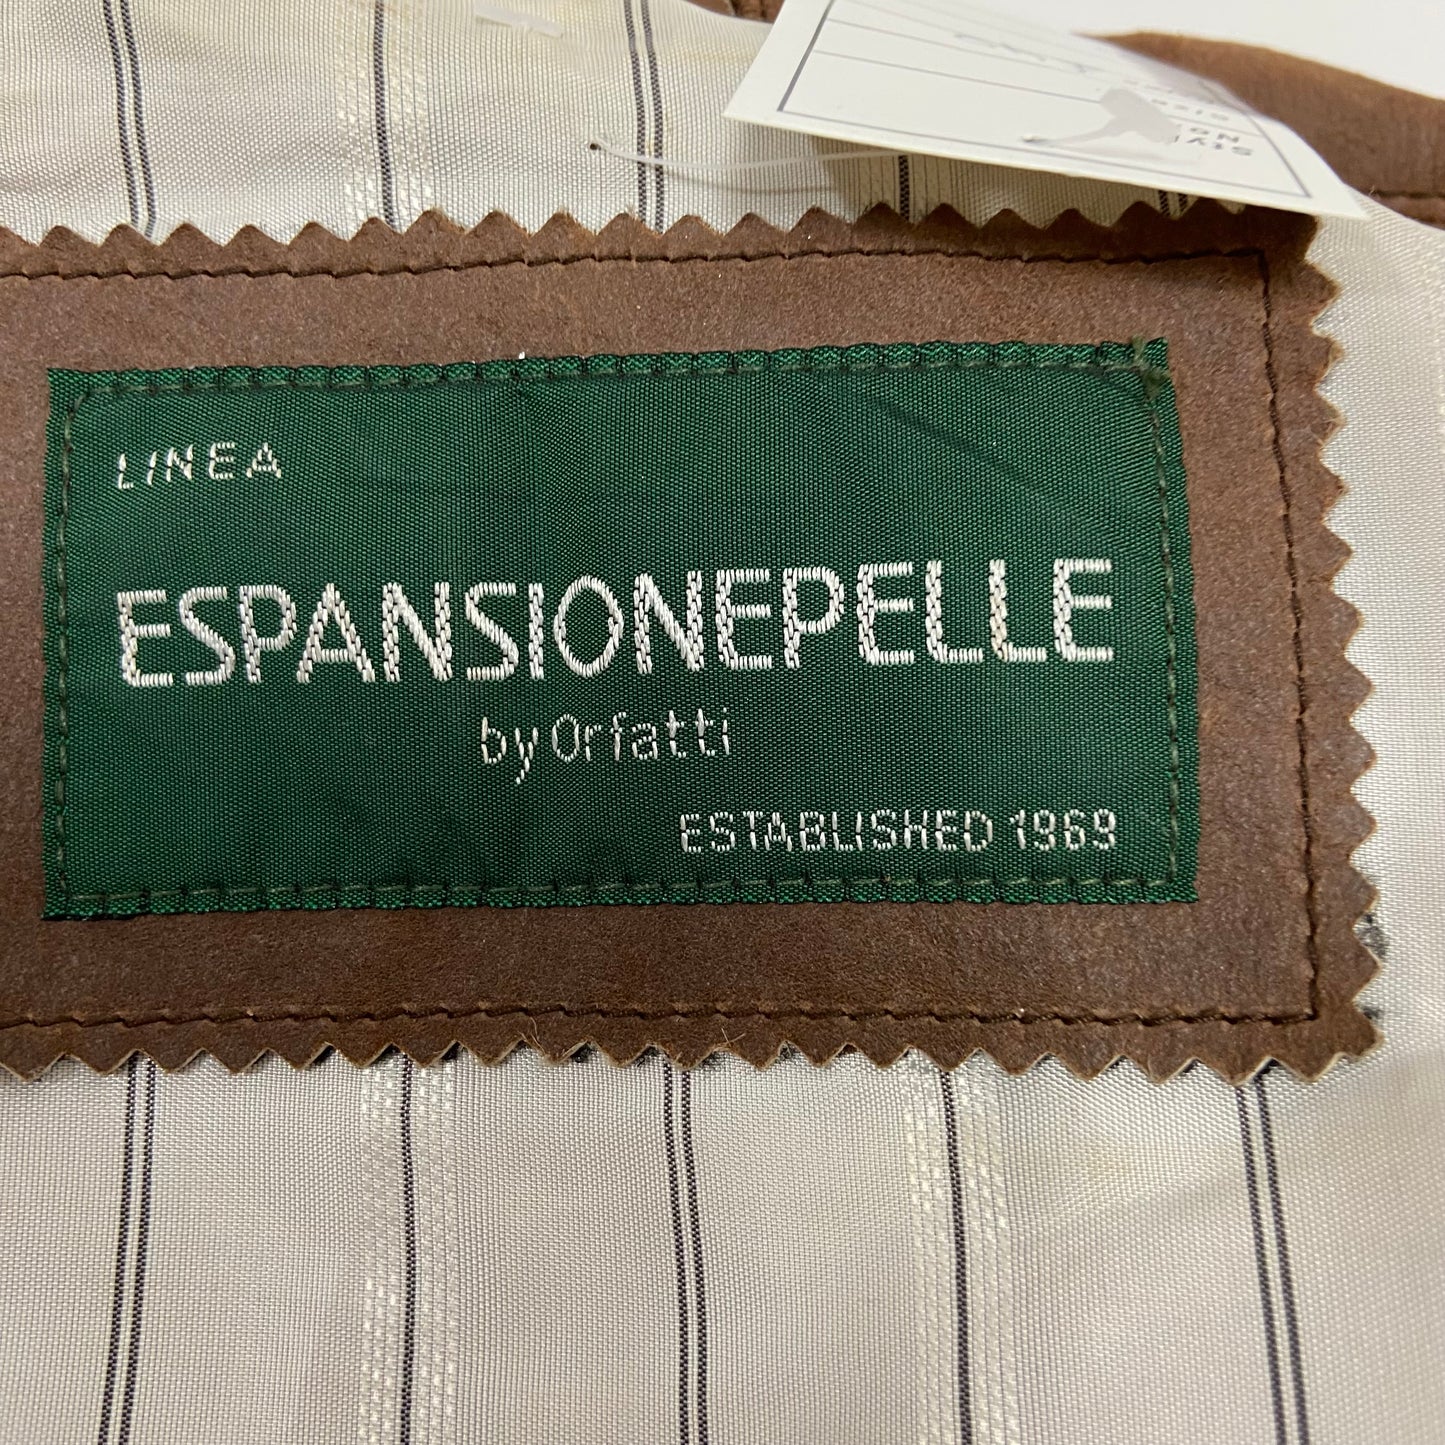 LINEA
ESPANSIONEPELLE
by Orfatti
ESTABLISHED 1969